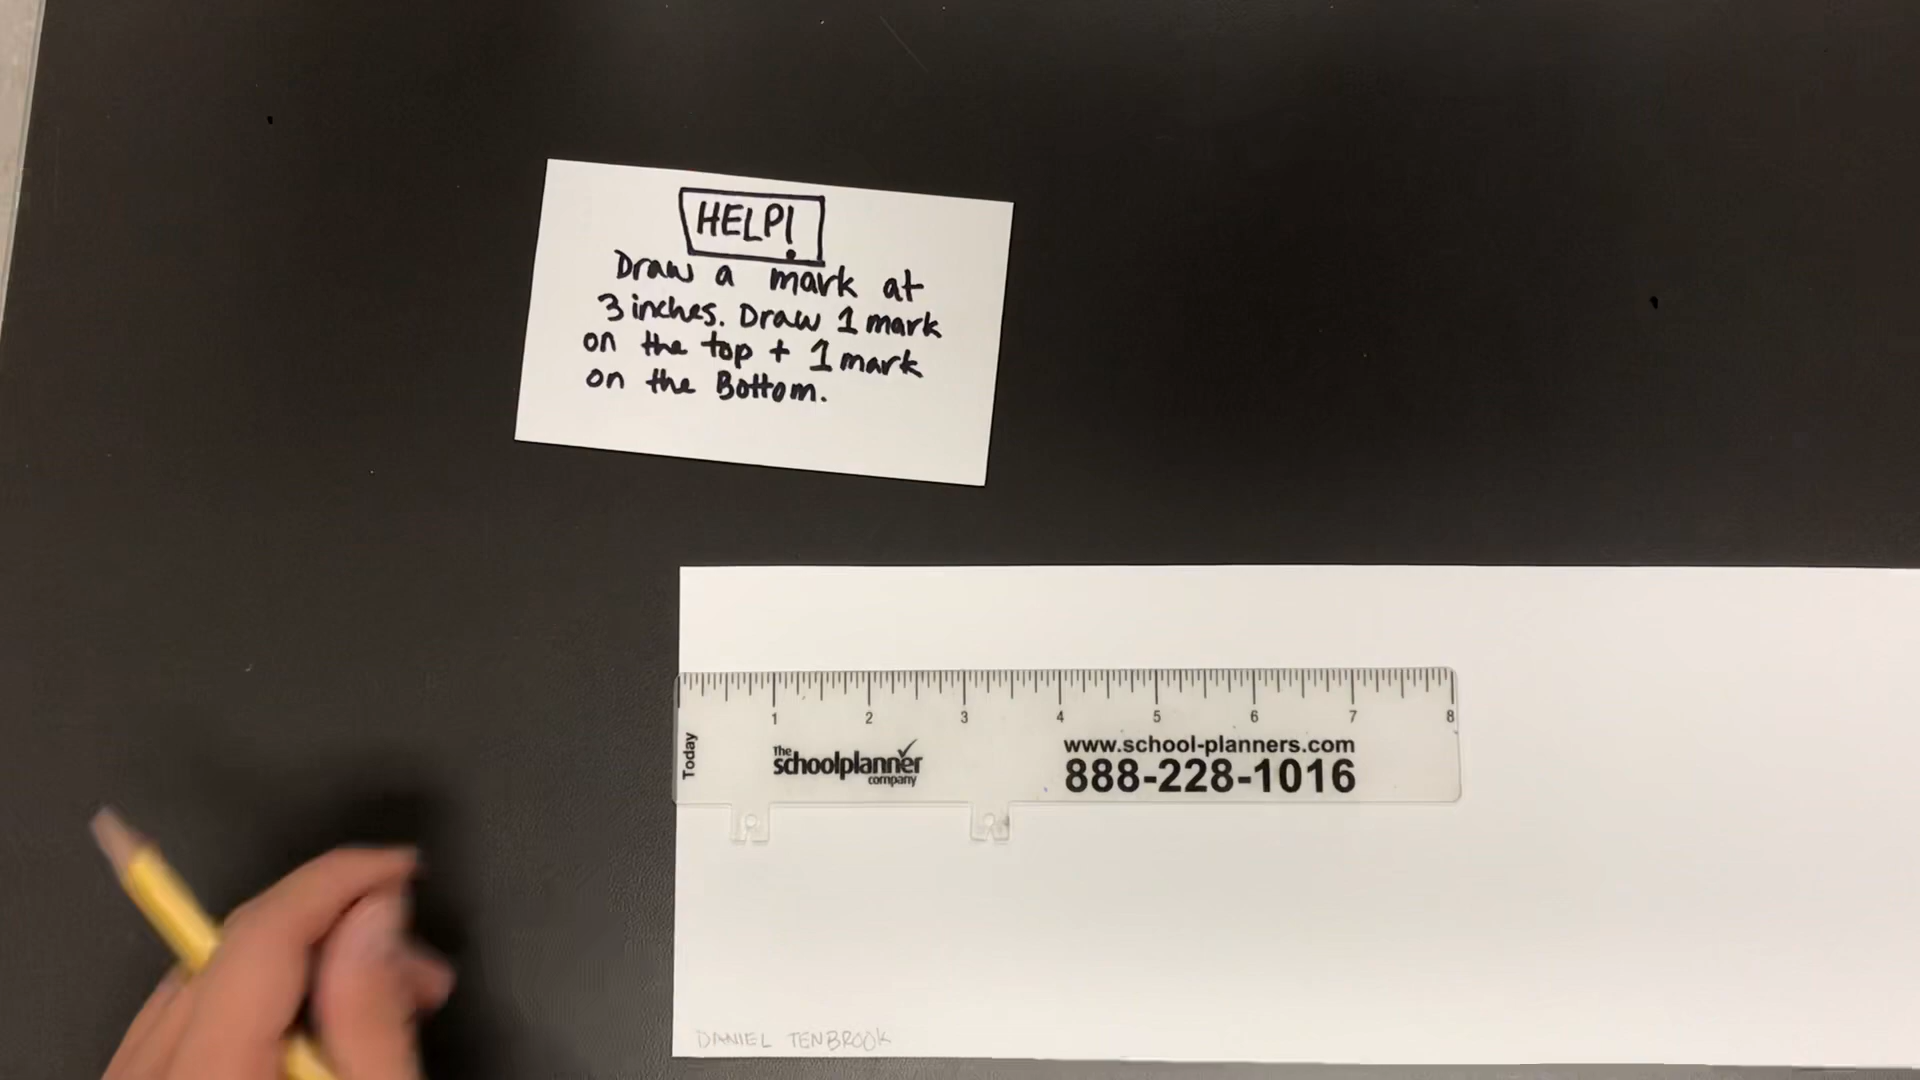 HELP!
Draw a mark at
3 inches. Draw 1 mark
on the top + 1 mark
on the Bottom.
1 2 3 4 5 6 7 8
Today
The
schoolplanner
company
www.school-planners.com
888-228-1016
DANIEL TENBROOK